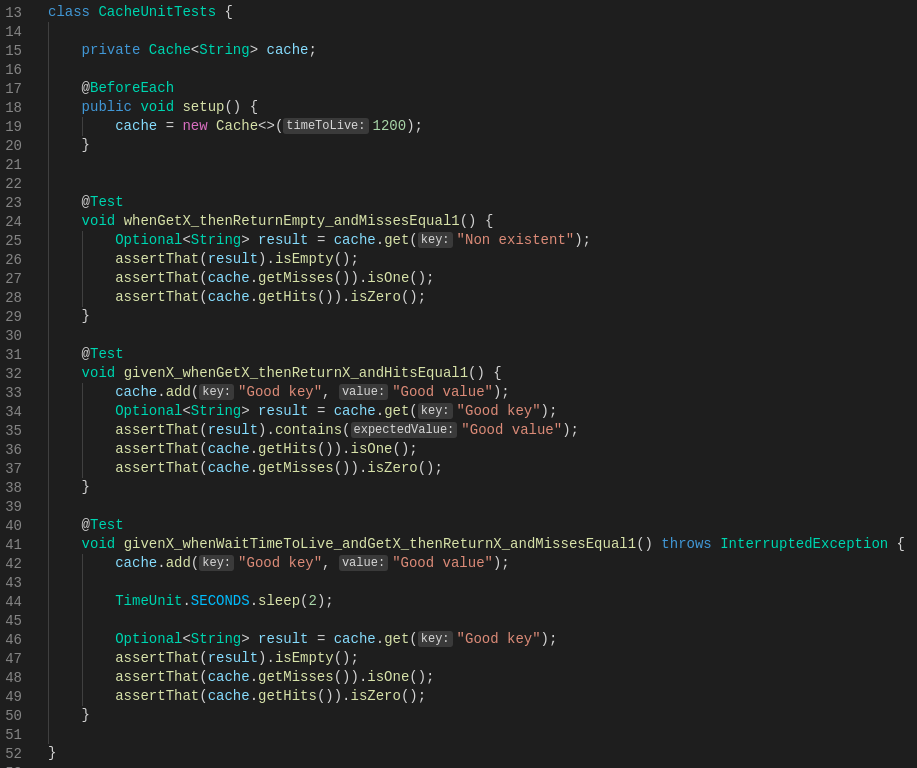 13 class CacheUnitTests {
14
15 private Cache<String> cache;
16
17 @BeforeEach
18 public void setup() {
19 cache = new Cache<>(timeToLive: 1200);
20 }
21
22
23 @Test
24 void whenGetX_thenReturnEmpty_andMissesEqual1() {
25 Optional<String> result = cache.get(key: "Non existent");
26 assertThat(result).isEmpty();
27 assertThat(cache.getMisses()).isOne();
28 assertThat(cache.getHits()).isZero();
29 }
30
31 @Test
32 void givenX_whenGetX_thenReturnX_andHitsEqual1() {
33 cache.add(key: "Good key", value: "Good value");
34 Optional<String> result = cache.get(key: "Good key");
35 assertThat(result).contains(expectedValue: "Good value");
36 assertThat(cache.getHits()).isOne();
37 assertThat(cache.getMisses()).isZero();
38 }
39
40 @Test
41 void givenX_whenWaitTimeToLive_andGetX_thenReturnX_andMissesEqual1() throws InterruptedException {
42 cache.add(key: "Good key", value: "Good value");
43
44 TimeUnit.SECONDS.sleep(2);
45
46 Optional<String> result = cache.get(key: "Good key");
47 assertThat(result).isEmpty();
48 assertThat(cache.getMisses()).isOne();
49 assertThat(cache.getHits()).isZero();
50 }
51
52 }